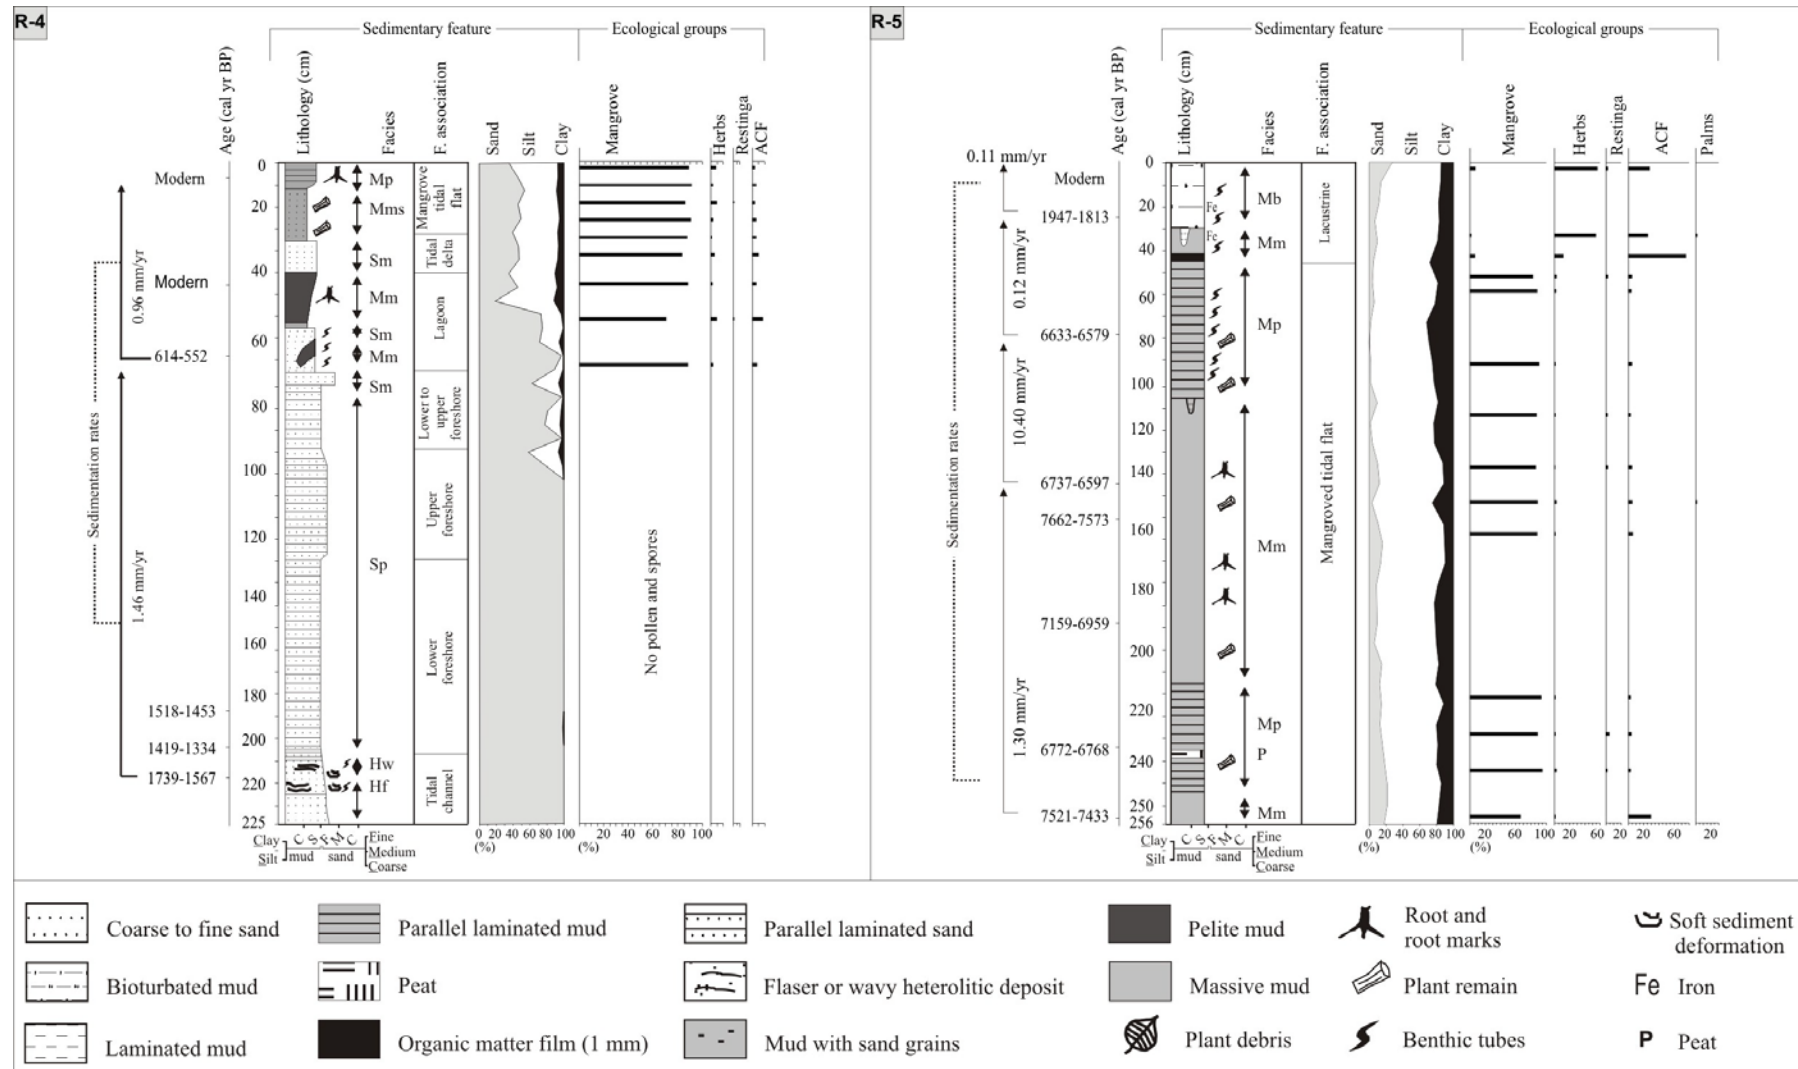 R-4
Sedimentary feature
Ecological groups
Age (cal yr BP)
Lithology (cm)
Facies
F. association
Sand
Silt
Clay
Mangrove
Herbs
Restinga
ACF
Sedimentation rates
0.96 mm/yr
1.46 mm/yr
Modern
Modern
614-552
1518-1453
1419-1334
1739-1567
0
20
40
60
80
100
120
140
160
180
200
220
225
Mp
Mms
Sm
Mm
Sm
Mm
Sm
Sp
Hw
Hf
Mangrove
tidal
flat
Tidal
delta
Lagoon
Lower to
upper
foreshore
Upper
foreshore
Lower
foreshore
Tidal
channel
No pollen and spores
Clay
Silt
C S F M C
mud sand
Fine
Medium
Coarse
0 20 40 60 80 100
(%)
20 40 60 80 100
R-5
Sedimentary feature
Ecological groups
Age (cal yr BP)
Lithology (cm)
Facies
F. association
Sand
Silt
Clay
Mangrove
Herbs
Restinga
ACF
Palms
Sedimentation rates
0.11 mm/yr
0.12 mm/yr
10.40 mm/yr
1.30 mm/yr
Modern
1947-1813
6633-6579
6737-6597
7662-7573
7159-6959
6772-6768
7521-7433
0
20
40
60
80
100
120
140
160
180
200
220
240
250
256
Fe
Fe
Mb
Mm
Mp
Mm
Mp
P
Mm
Lacustrine
Mangroved tidal flat
Clay
Silt
C S F M C
mud sand
Fine
Medium
Coarse
0 20 40 60 80 100
(%)
20 60 100
(%)
20 60
20
20 60
20
Coarse to fine sand
Parallel laminated mud
Parallel laminated sand
Pelite mud
Root and
root marks
Soft sediment
deformation
Bioturbated mud
Peat
Flaser or wavy heterolitic deposit
Massive mud
Plant remain
Fe Iron
Laminated mud
Organic matter film (1 mm)
Mud with sand grains
Plant debris
Benthic tubes
P Peat